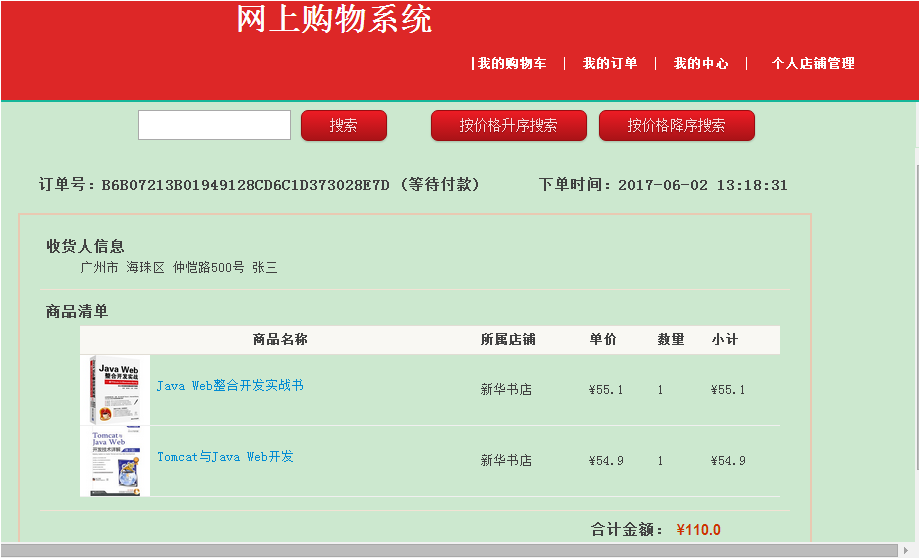 网上购物系统
|我的购物车 | 我的订单 | 我的中心 | 个人店铺管理
搜索 按价格升序搜索 按价格降序搜索
订单号：B6B07213B01949128CD6C1D373028E7D (等待付款) 下单时间：2017-06-02 13:18:31
收货人信息
广州市 海珠区 仲恺路500号 张三
商品清单
商品名称 所属店铺 单价 数量 小计
Java Web
整合开发实战
Java Web整合开发实战书 新华书店 ¥55.1 1 ¥55.1
Tomcat与
Java Web
开发技术详解
Tomcat与Java Web开发 新华书店 ¥54.9 1 ¥54.9
合计金额： ¥110.0